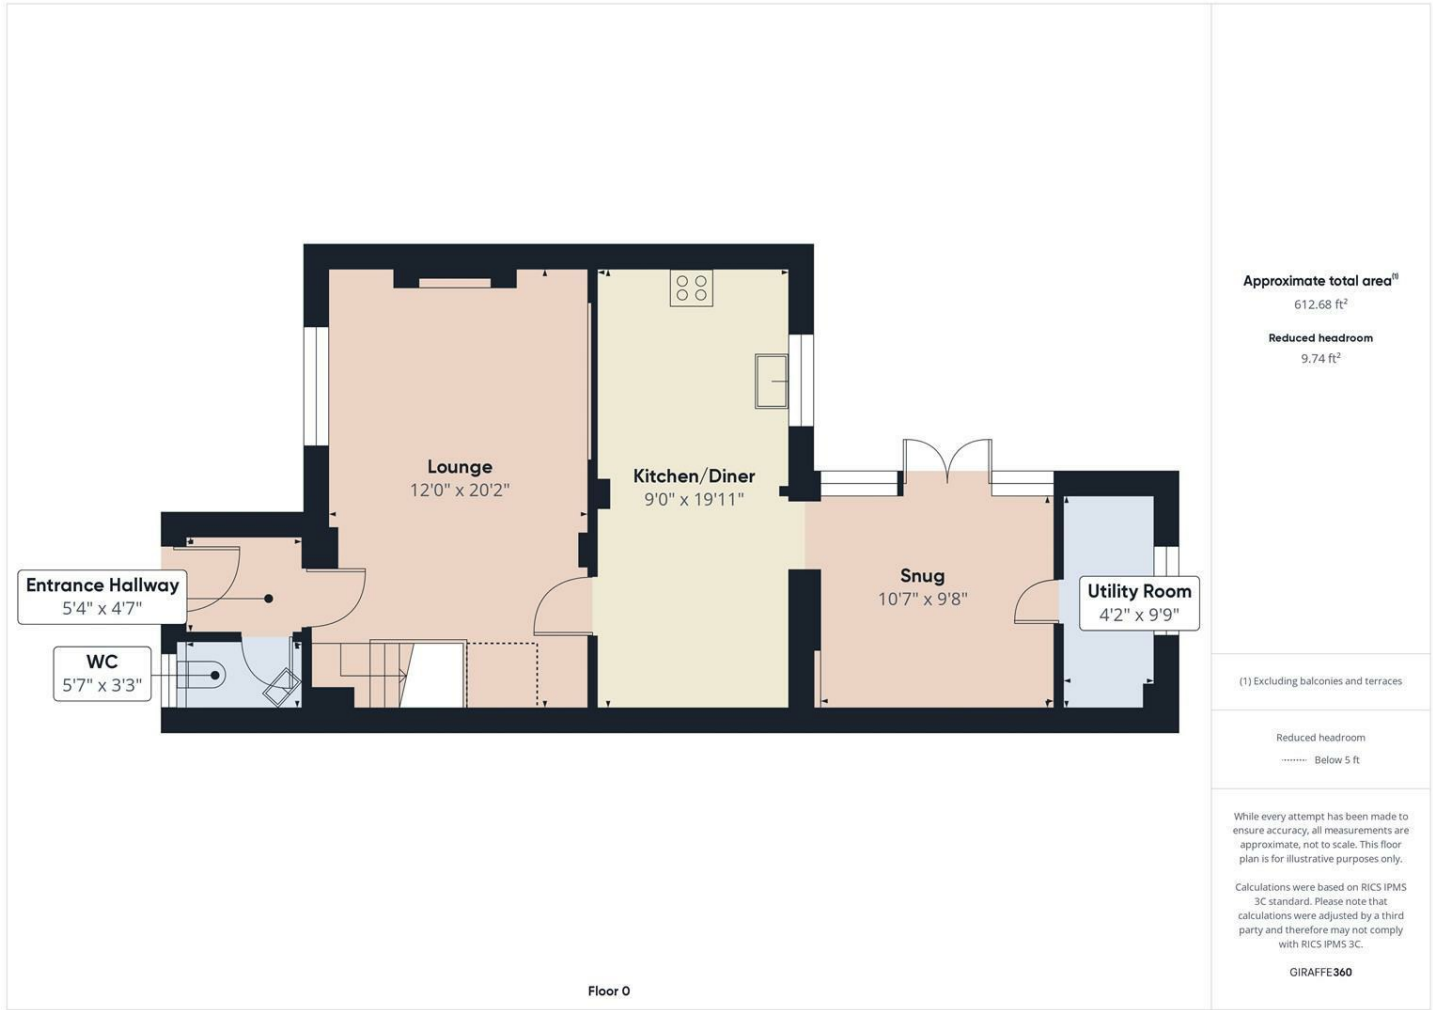 Lounge
12'0" x 20'2"
Kitchen/Diner
9'0" x 19'11"
Entrance Hallway
5'4" x 4'7"
WC
5'7" x 3'3"
Snug
10'7" x 9'8"
Utility Room
4'2" x 9'9"
Floor 0
Approximate total area(1)
612.68 ft²
Reduced headroom
9.74 ft²
(1) Excluding balconies and terraces
Reduced headroom
Below 5 ft
While every attempt has been made to
ensure accuracy, all measurements are
approximate, not to scale. This floor
plan is for illustrative purposes only.
Calculations were based on RICS IPMS
3C standard. Please note that
calculations were adjusted by a third
party and therefore may not comply
with RICS IPMS 3C.
GIRAFFE360